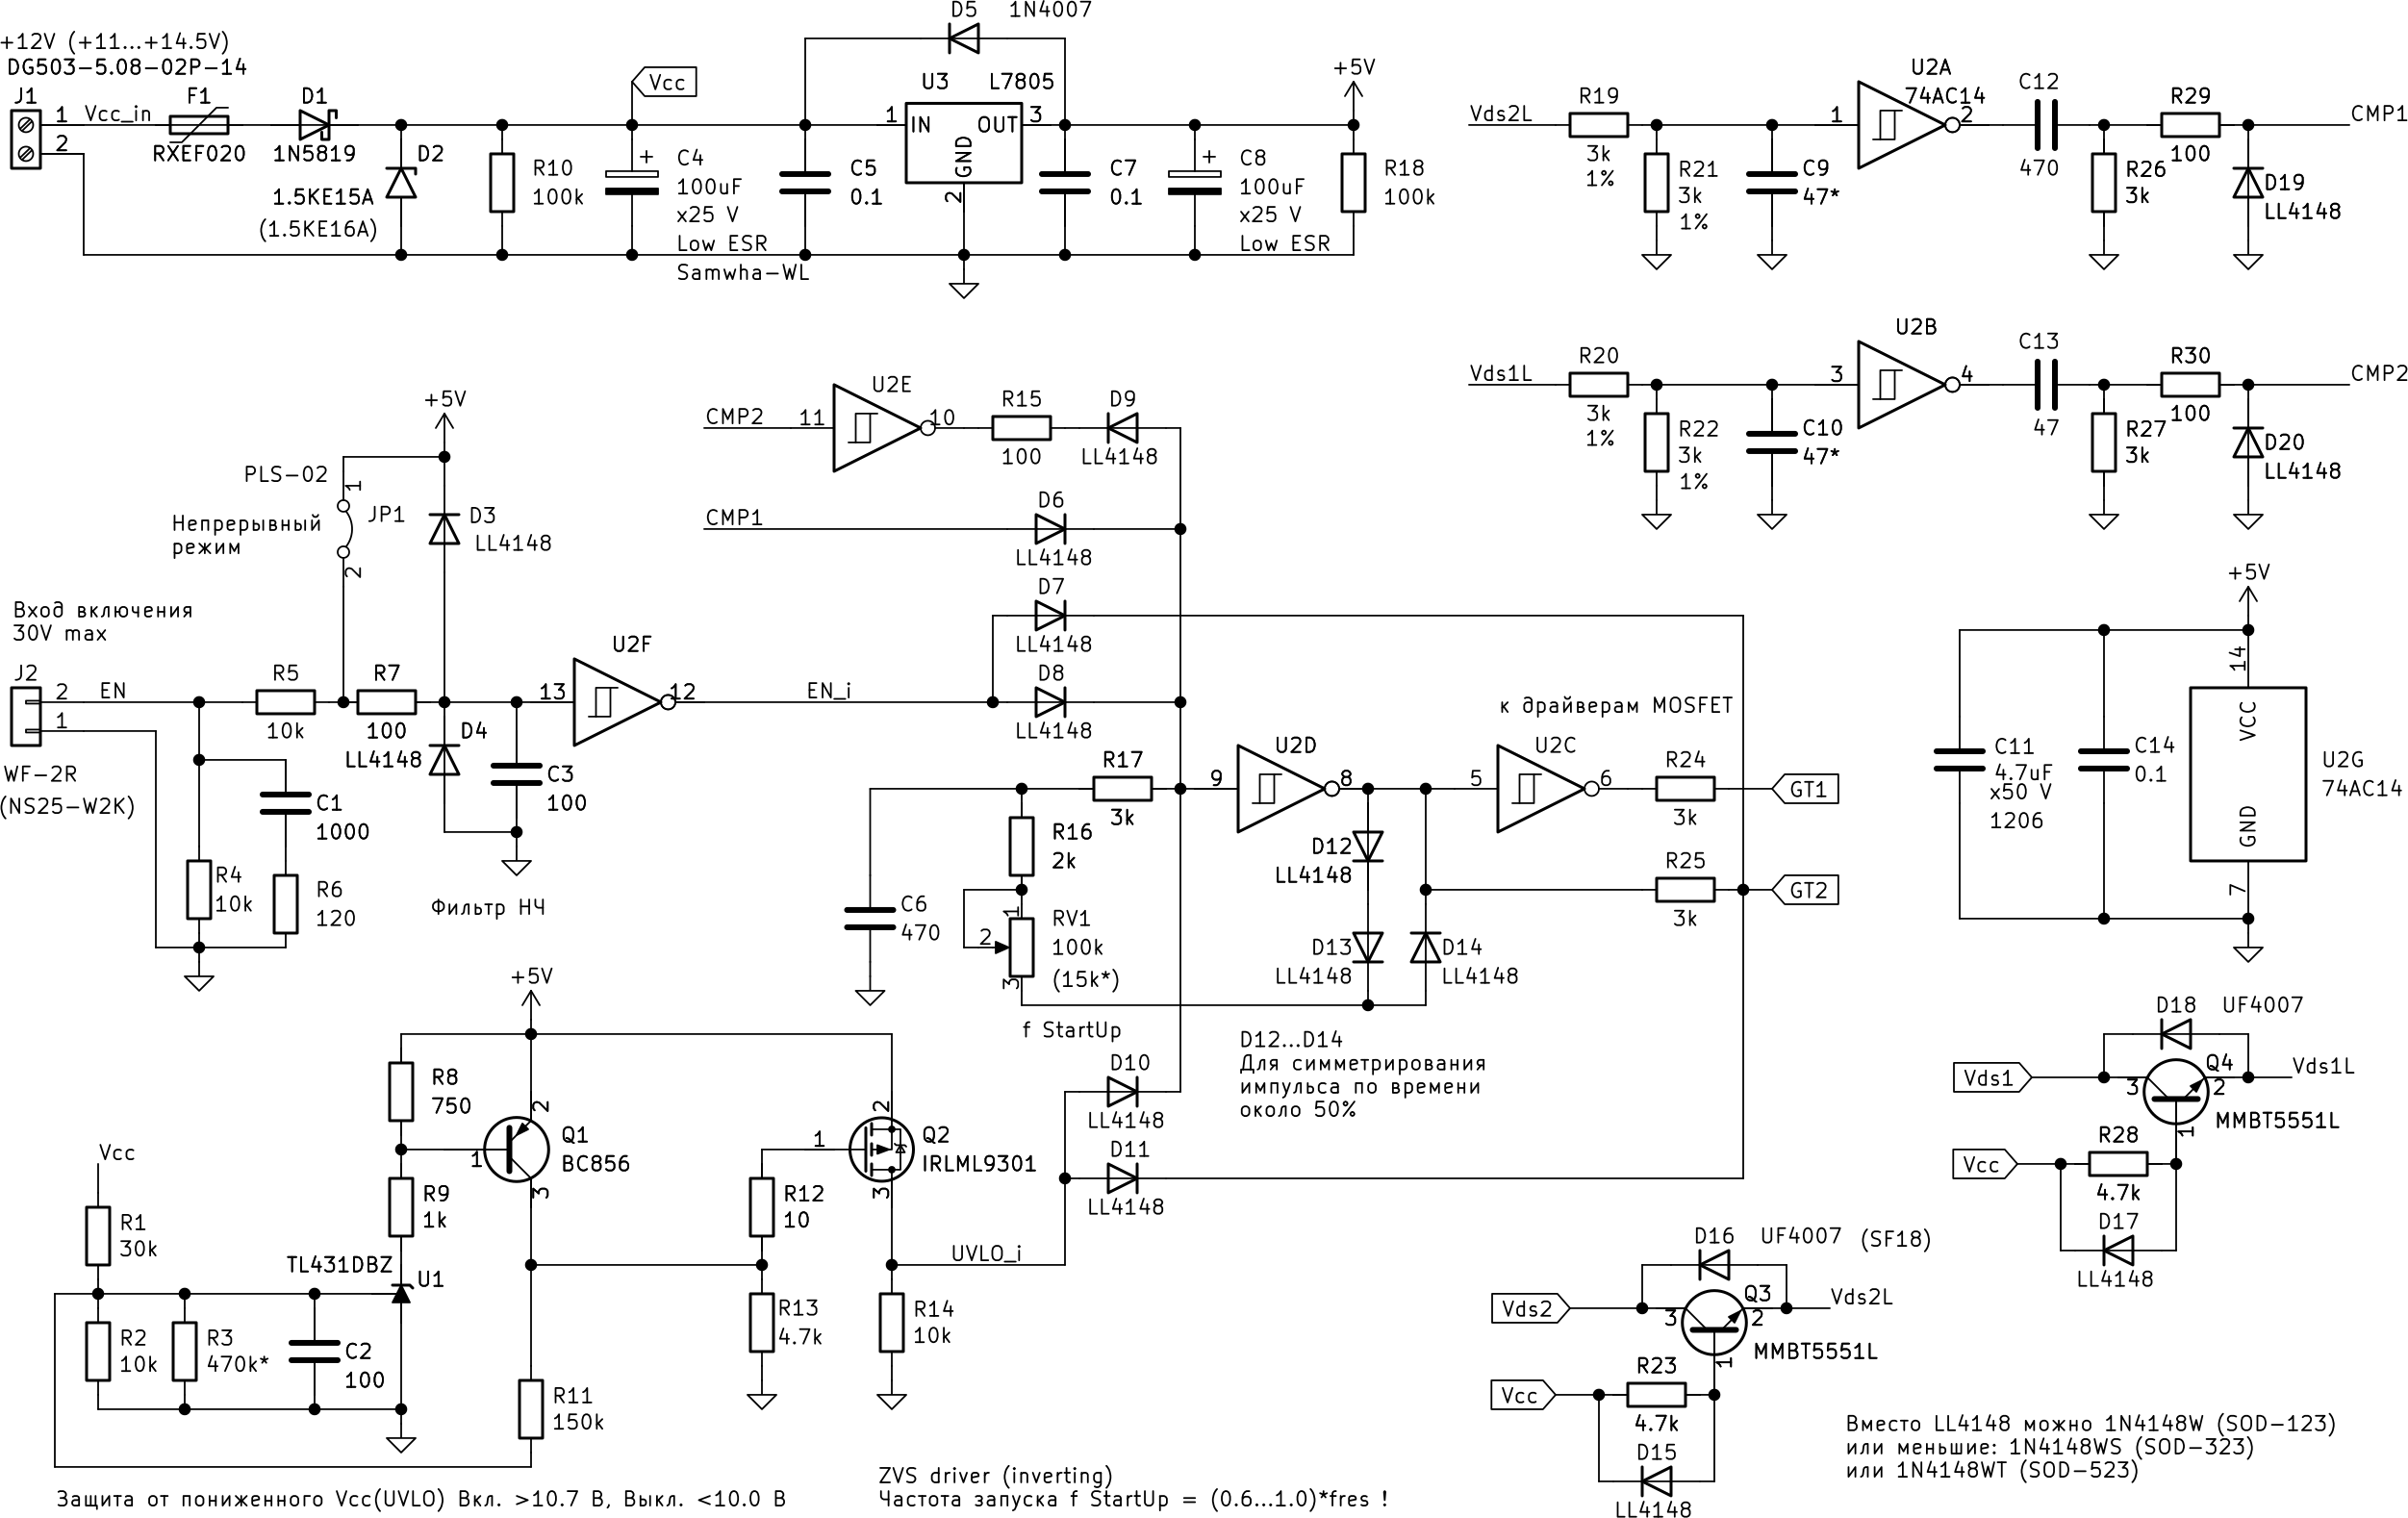 +12V (+11...+14.5V)
DG503-5.08-02P-14
J1
1
2
Vcc_in
F1
RXEF020
D1
1N5819
D2
1.5KE15A
(1.5KE16A)
R10
100k
Vcc
+
C4
100uF
x25 V
Low ESR
Samwha-WL
C5
0.1
D5
1N4007
U3
L7805
1
IN
OUT
3
GND
2
C7
0.1
+
C8
100uF
x25 V
Low ESR
+5V
R18
100k
Vds2L
R19
3k
1%
R21
3k
1%
C9
47*
U2A
74AC14
1
2
C12
470
R26
3k
R29
100
D19
LL4148
CMP1
Vds1L
R20
3k
1%
R22
3k
1%
C10
47*
U2B
3
4
C13
47
R27
3k
R30
100
D20
LL4148
CMP2
+5V
PLS-02
1
JP1
Непрерывный
режим
2
D3
LL4148
Вход включения
30V max
J2
2
1
EN
WF-2R
(NS25-W2K)
R5
10k
R7
100
LL4148
D4
C3
100
C1
1000
R4
10k
R6
120
Фильтр НЧ
U2F
13
12
EN_i
CMP2
U2E
11
10
R15
100
D9
LL4148
CMP1
D6
LL4148
D7
LL4148
D8
LL4148
R17
3k
R16
2k
C6
470
1
2
3
RV1
100k
(15k*)
f StartUp
U2D
9
8
D12
LL4148
D13
LL4148
D14
LL4148
D12...D14
Для симметрирования
импульса по времени
около 50%
к драйверам MOSFET
U2C
5
6
R24
3k
GT1
R25
3k
GT2
+5V
C11
4.7uF
x50 V
1206
C14
0.1
14
VCC
GND
7
U2G
74AC14
+5V
R8
750
R9
1k
TL431DBZ
U1
Vcc
R1
30k
R2
10k
R3
470k*
C2
100
2
1
3
Q1
BC856
R11
150k
R12
10
R13
4.7k
1
2
3
Q2
IRLML9301
R14
10k
UVLO_i
D10
LL4148
D11
LL4148
Vds1
D18
UF4007
Q4
3
2
1
MMBT5551L
Vds1L
Vcc
R28
4.7k
D17
LL4148
Vds2
D16
UF4007
(SF18)
Q3
3
2
1
MMBT5551L
Vds2L
Vcc
R23
4.7k
D15
LL4148
Вместо LL4148 можно 1N4148W (SOD-123)
или меньшие: 1N4148WS (SOD-323)
или 1N4148WT (SOD-523)
Защита от пониженного Vcc(UVLO) Вкл. >10.7 В, Выкл. <10.0 В
ZVS driver (inverting)
Частота запуска f StartUp = (0.6...1.0)*fres !